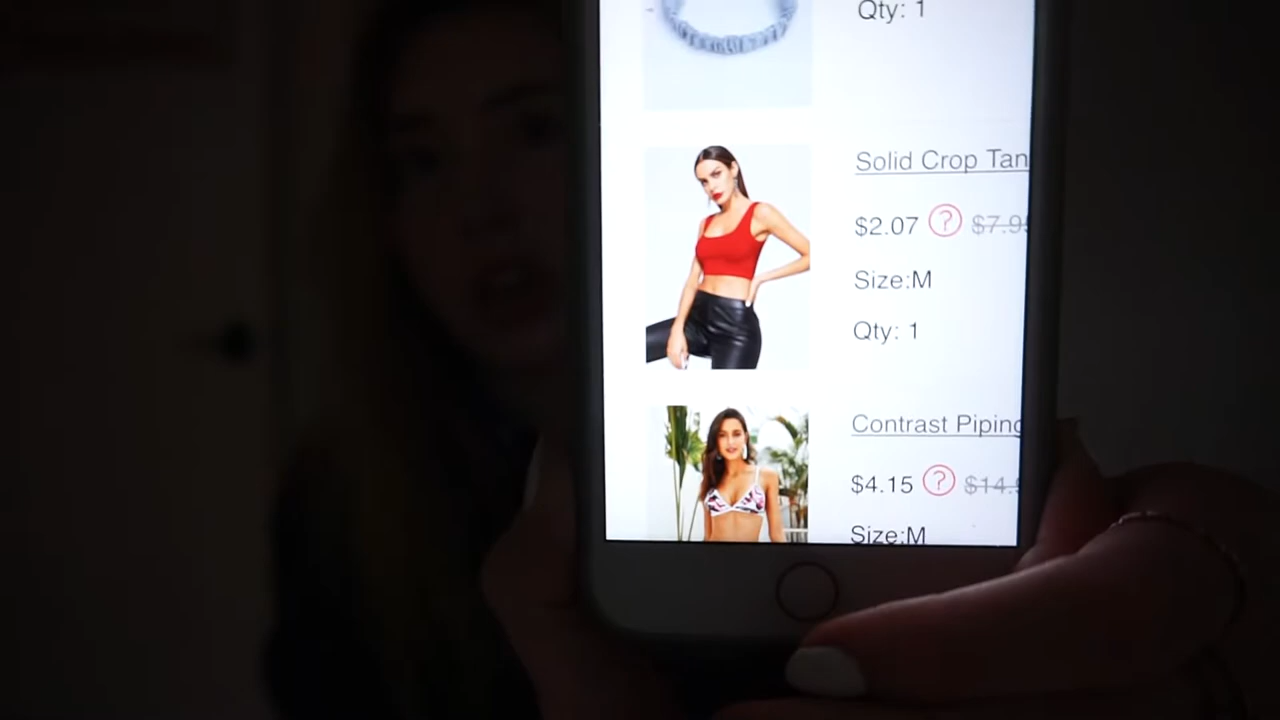 Qty: 1
Solid Crop Tan
$2.07 ? $7.9
Size:M
Qty: 1
Contrast Piping
$4.15 ? $14.
Size:M